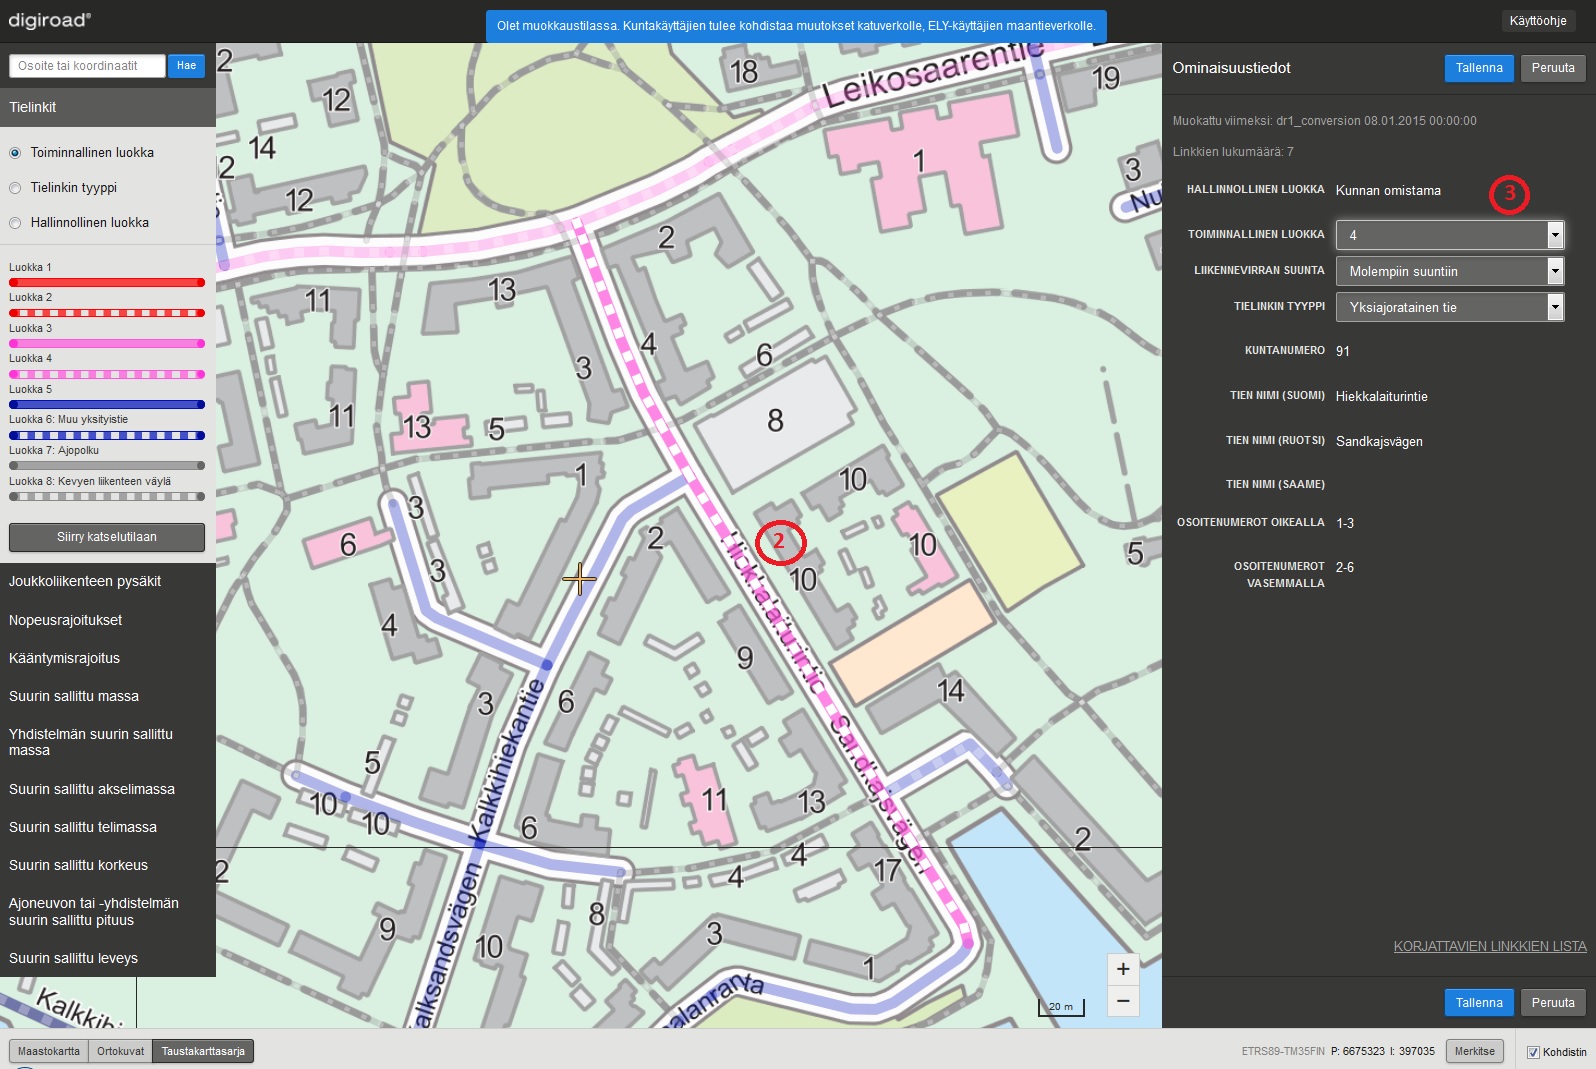 digiroad®
Olet muokkaustilassa. Kuntakäyttäjien tulee kohdistaa muutokset katuverkolle, ELY-käyttäjien maantieverkolle.
Käyttöohje
Osoite tai koordinaatit
Hae
Tielinkit
Toiminnallinen luokka
Tielinkin tyyppi
Hallinnollinen luokka
Luokka 1
Luokka 2
Luokka 3
Luokka 4
Luokka 5
Luokka 6: Muu yksityistie
Luokka 7: Ajopolku
Luokka 8: Kevyen liikenteen väylä
Siirry katselutilaan
Joukkoliikenteen pysäkit
Nopeusrajoitukset
Kääntymisrajoitus
Suurin sallittu massa
Yhdistelmän suurin sallittu
massa
Suurin sallittu akselimassa
Suurin sallittu telimassa
Suurin sallittu korkeus
Ajoneuvon tai -yhdistelmän
suurin sallittu pituus
Suurin sallittu leveys
2
12
18
Leikosaarentie
19
14
1
2
12
3
Nu
2
11
13
4
3
6
11
13
5
8
1
10
3
2
2
6
10
5
3
10
4
Hiekkalaiturintie
9
14
3
6
Kalkkihiekantie
Sandkajsvägen
5
10
10
11
13
6
2
4
4
2
17
8
9
10
3
1
alksandsvägen
alanranta
Kalkkihi
+
−
20 m
Ominaisuustiedot
Tallenna
Peruuta
Muokattu viimeksi: dr1_conversion 08.01.2015 00:00:00
Linkkien lukumäärä: 7
HALLINNOLLINEN LUOKKA Kunnan omistama
3
TOIMINNALLINEN LUOKKA 4
LIIKENNEVIRRAN SUUNTA Molempiin suuntiin
TIELINKIN TYYPPI Yksiajoratainen tie
KUNTANUMERO 91
TIEN NIMI (SUOMI) Hiekkalaiturintie
TIEN NIMI (RUOTSI) Sandkajsvägen
TIEN NIMI (SAAME)
OSOITENUMEROT OIKEALLA 1-3
OSOITENUMEROT 2-6
VASEMMALLA
KORJATTAVIEN LINKKIEN LISTA
Tallenna
Peruuta
Maastokartta
Ortokuvat
Taustakarttasarja
ETRS89-TM35FIN P: 6675323 I: 397035
Merkitse
Kohdistin